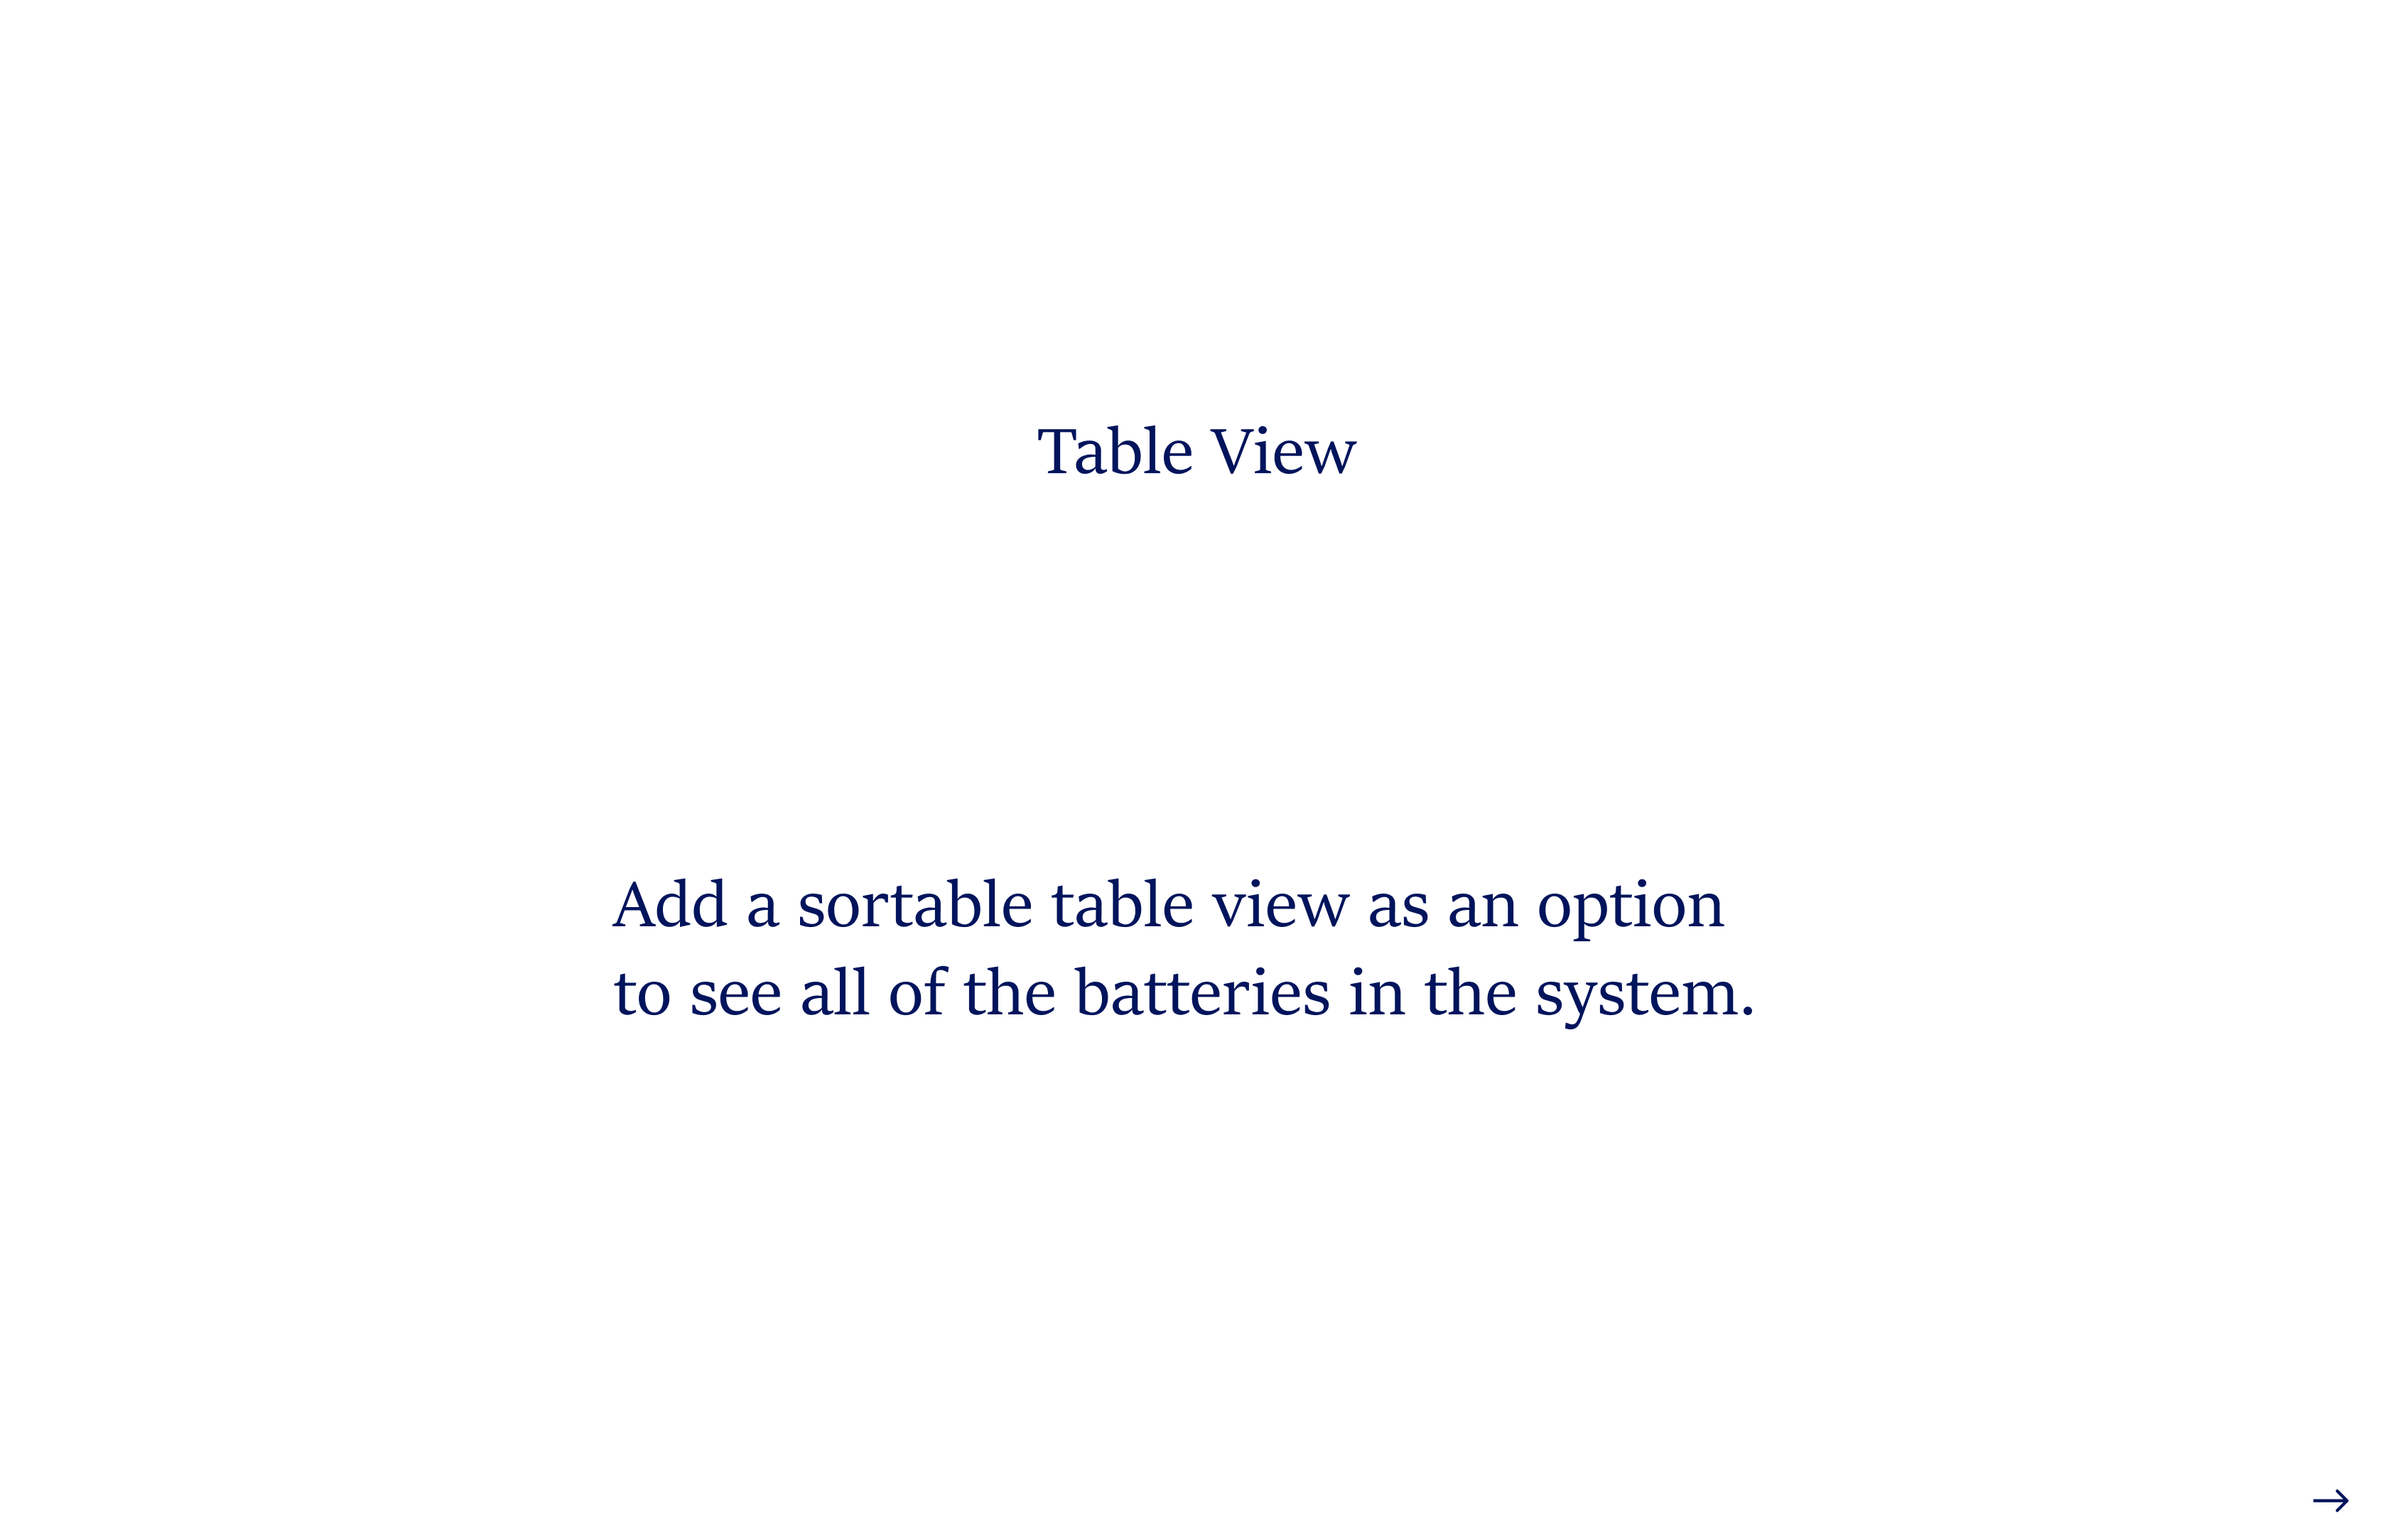 Table View
Add a sortable table view as an option
to see all of the batteries in the system.